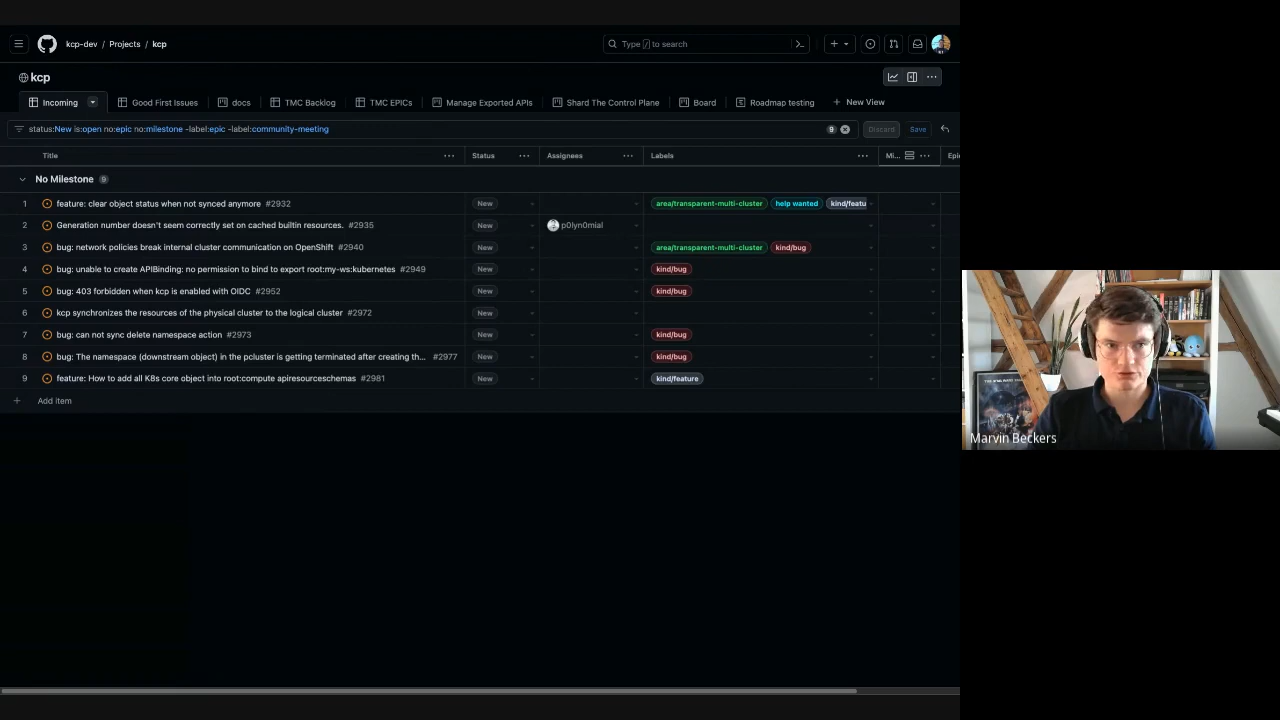 kcp-dev / Projects / kcp
Type / to search
kcp
Incoming
Good First Issues
docs
TMC Backlog
TMC EPICs
Manage Exported APIs
Shard The Control Plane
Board
Roadmap testing
+ New View
status:New is:open no:epic no:milestone -label:epic -label:community-meeting
9
Discard
Save
Title
Status
Assignees
Labels
Mi...
Epi
No Milestone 9
1 feature: clear object status when not synced anymore #2932 New area/transparent-multi-cluster help wanted kind/featu
2 Generation number doesn't seem correctly set on cached builtin resources. #2935 New p0lyn0mial
3 bug: network policies break internal cluster communication on OpenShift #2940 New area/transparent-multi-cluster kind/bug
4 bug: unable to create APIBinding: no permission to bind to export root:my-ws:kubernetes #2949 New kind/bug
5 bug: 403 forbidden when kcp is enabled with OIDC #2952 New kind/bug
6 kcp synchronizes the resources of the physical cluster to the logical cluster #2972 New
7 bug: can not sync delete namespace action #2973 New kind/bug
8 bug: The namespace (downstream object) in the pcluster is getting terminated after creating th... #2977 New kind/bug
9 feature: How to add all K8s core object into root:compute apiresourceschemas #2981 New kind/feature
+ Add item
Marvin Beckers